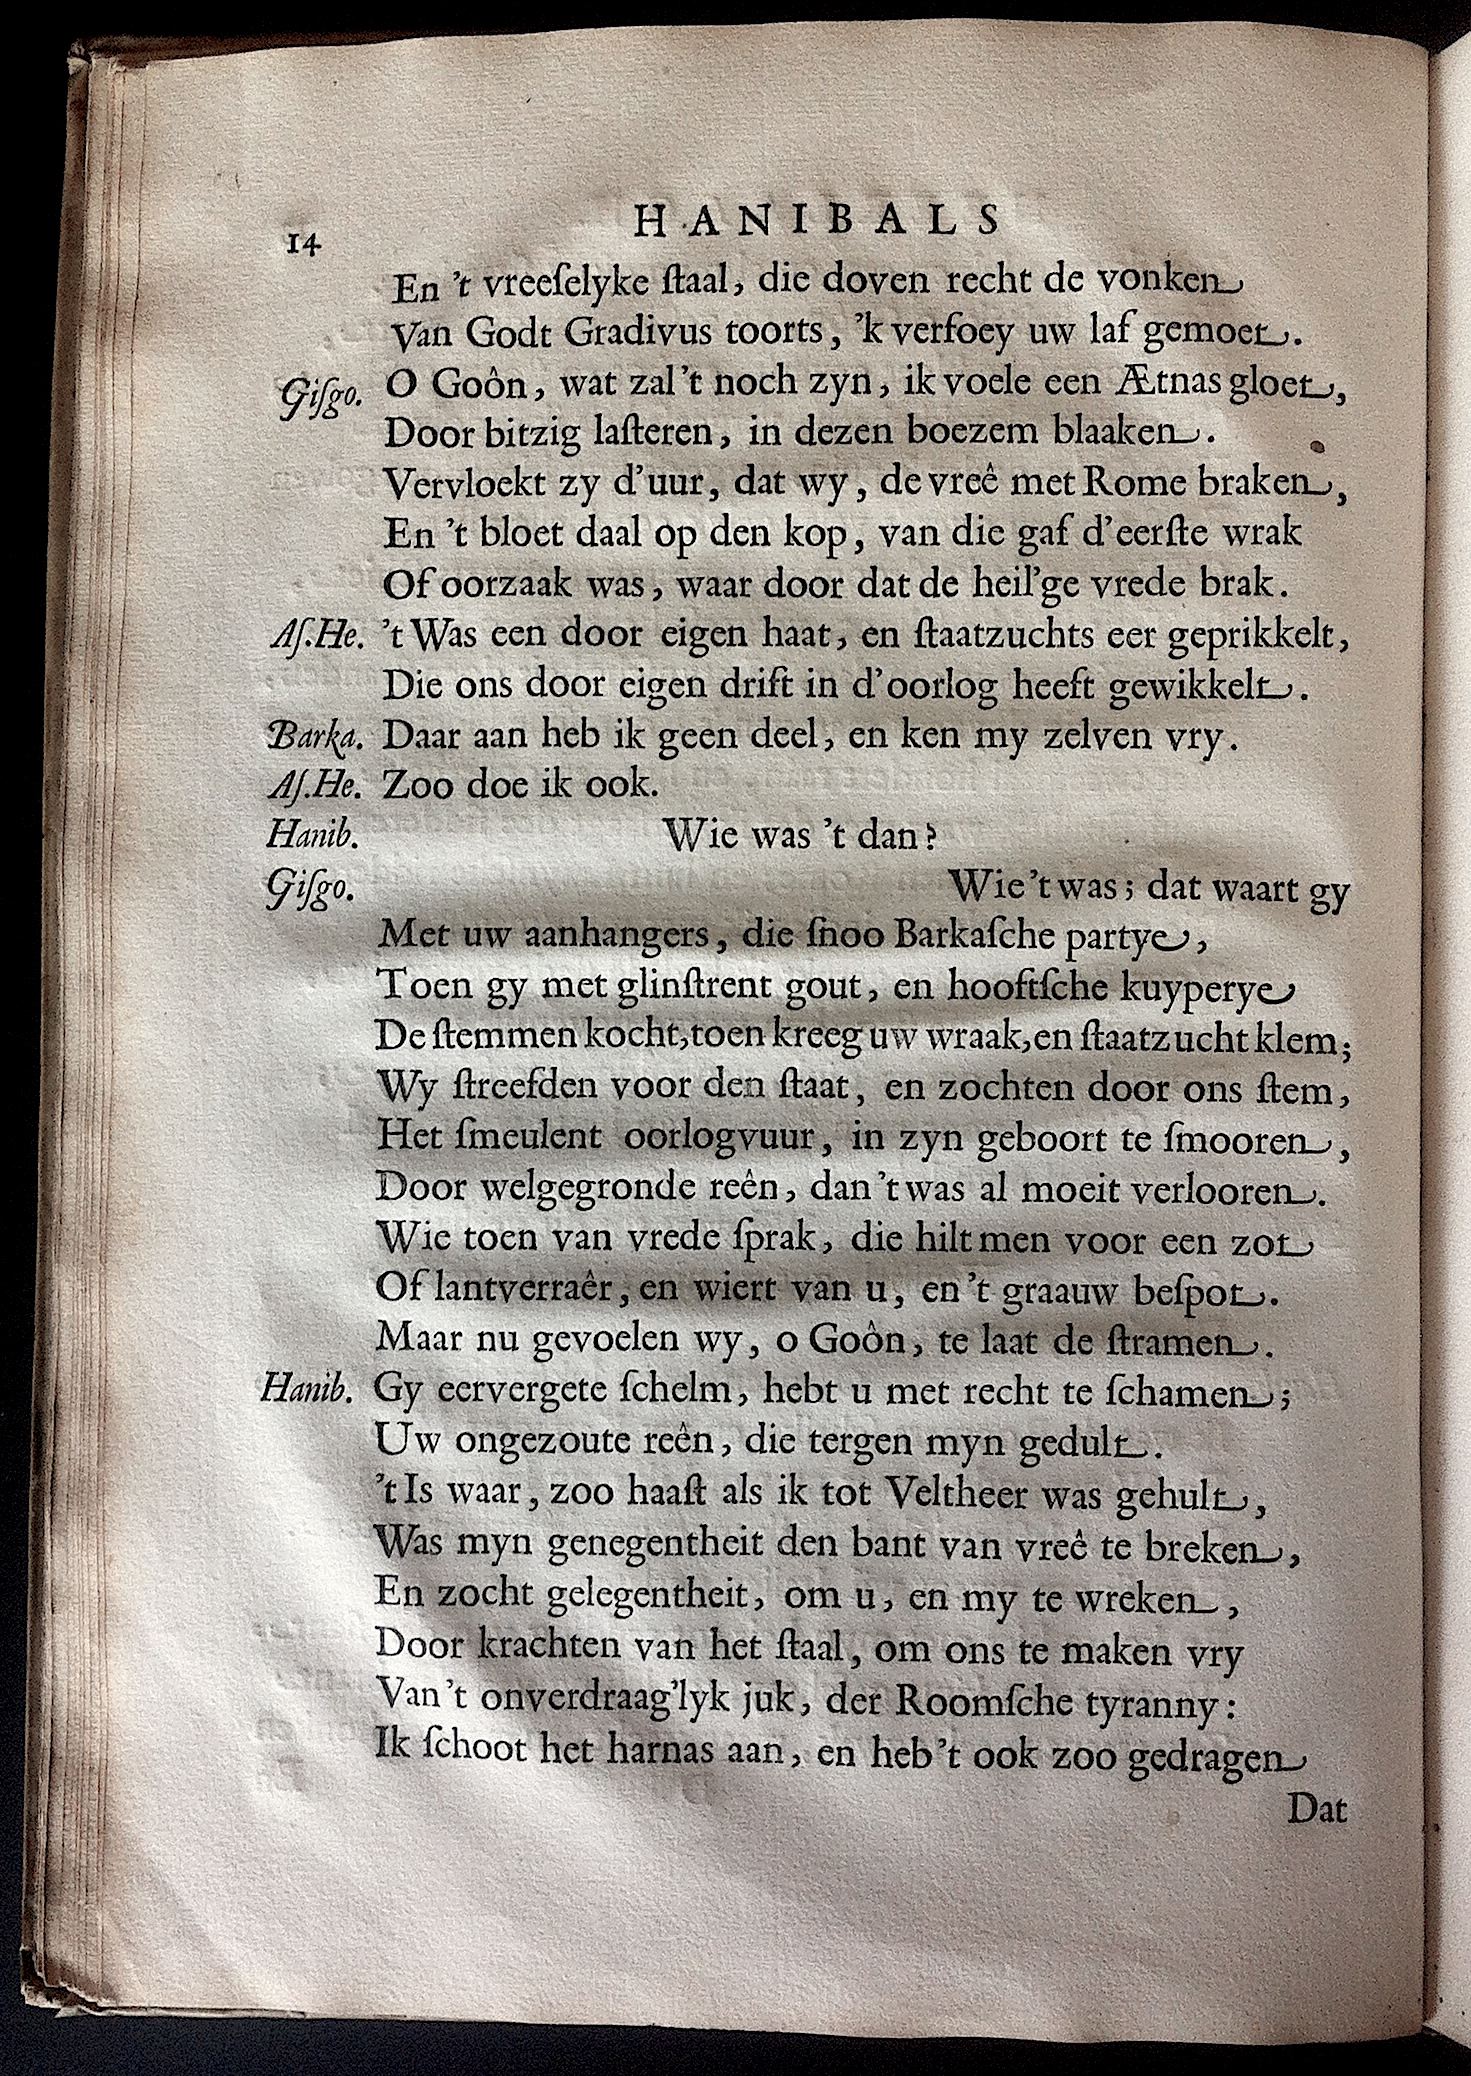 14 HANIBALS
En 't vreeſelyke ſtaal, die doven recht de vonken
Van Godt Gradivus toorts, 'k verfoey uw laf gemoet.
Giſgo. O Goôn, wat zal 't noch zyn, ik voele een Ætnas gloet,
Door bitzig laſteren, in dezen boezem blaaken.
Vervloekt zy d'uur, dat wy, de vreê met Rome braken,
En 't bloet daal op den kop, van die gaf d'eerſte wrak
Of oorzaak was, waar door dat de heil'ge vrede brak.
Aſ.He. 't Was een door eigen haat, en ſtaatzuchts eer geprikkelt,
Die ons door eigen drift in d'oorlog heeft gewikkelt.
Barka. Daar aan heb ik geen deel, en ken my zelven vry.
Aſ.He. Zoo doe ik ook.
Hanib. Wie was 't dan?
Giſgo. Wie 't was; dat waart gy
Met uw aanhangers, die ſnoo Barkaſche partye,
Toen gy met glinſtrent gout, en hooftſche kuyperye
De ſtemmen kocht, toen kreeg uw wraak, en ſtaatzucht klem;
Wy ſtreefden voor den ſtaat, en zochten door ons ſtem,
Het ſmeulent oorlogvuur, in zyn geboort te ſmooren,
Door welgegronde reên, dan 't was al moeit verlooren.
Wie toen van vrede ſprak, die hilt men voor een zot
Of lantverraêr, en wiert van u, en 't graauw beſpot.
Maar nu gevoelen wy, o Goôn, te laat de ſtramen.
Hanib. Gy eervergete ſchelm, hebt u met recht te ſchamen;
Uw ongezoute reên, die tergen myn gedult.
't Is waar, zoo haaſt als ik tot Veltheer was gehult,
Was myn genegentheit den bant van vreê te breken,
En zocht gelegentheit, om u, en my te wreken,
Door krachten van het ſtaal, om ons te maken vry
Van 't onverdraag'lyk juk, der Roomſche tyranny:
Ik ſchoot het harnas aan, en heb 't ook zoo gedragen
Dat